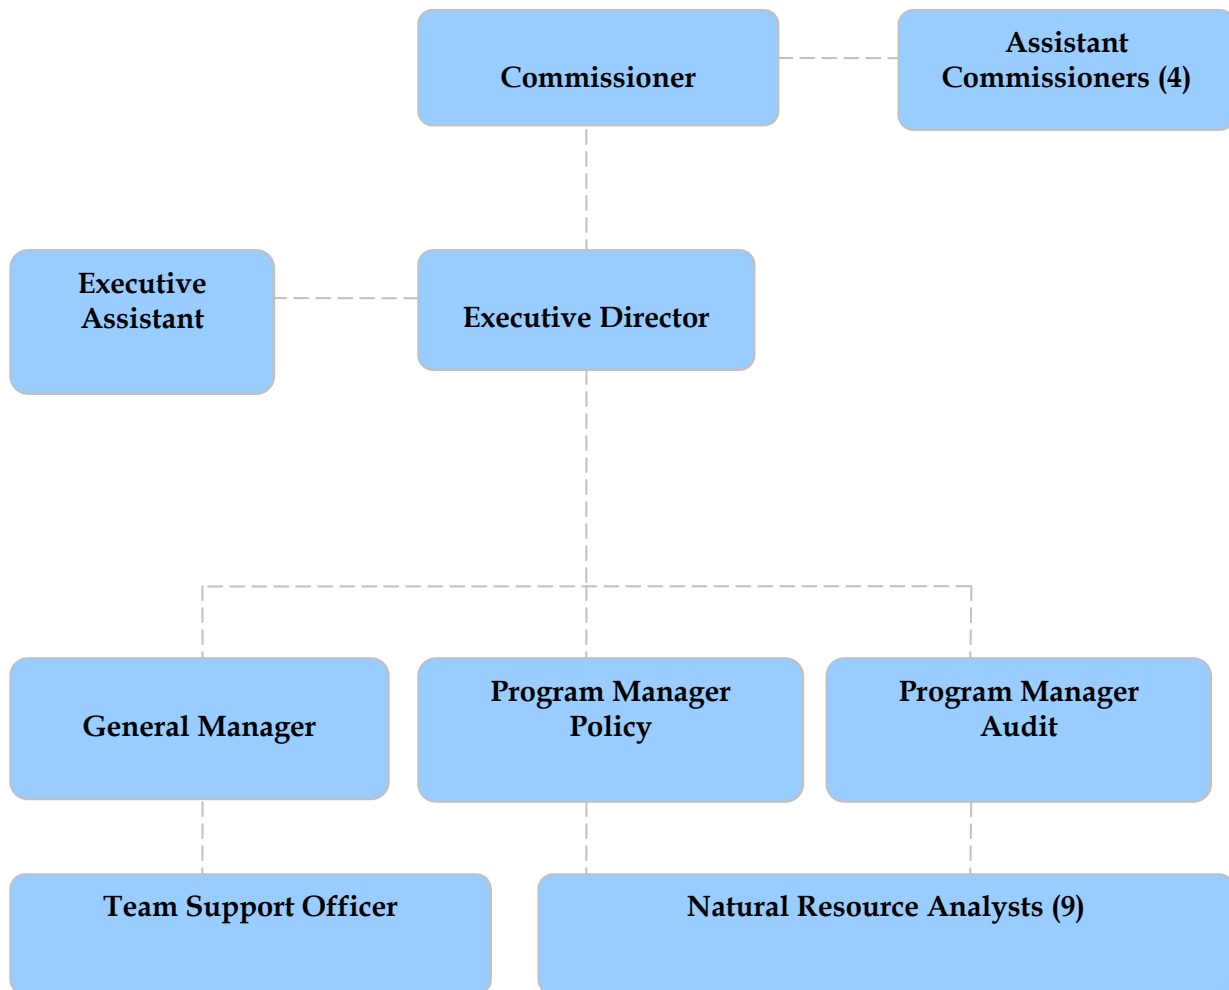 Commissioner
Assistant
Commissioners (4)
Executive
Assistant
Executive Director
General Manager
Program Manager
Policy
Program Manager
Audit
Team Support Officer
Natural Resource Analysts (9)